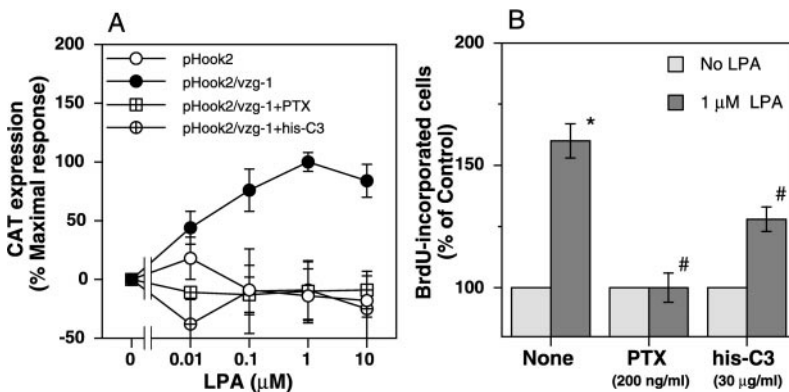 A
pHook2
pHook2/vzg-1
pHook2/vzg-1+PTX
pHook2/vzg-1+his-C3
CAT expression
(% Maximal response)
200
150
100
50
0
-50
0
0.01
0.1
1
10
LPA (μM)
B
No LPA
1 μM LPA
BrdU-incorporated cells
(% of Control)
200
150
100
*
#
#
None
PTX
(200 ng/ml)
his-C3
(30 μg/ml)